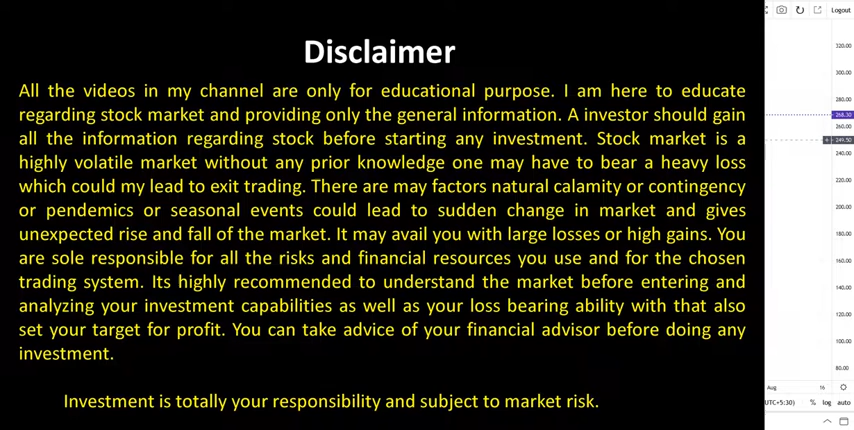 Logout
Disclaimer
All the videos in my channel are only for educational purpose. I am here to educate
regarding stock market and providing only the general information. A investor should gain
all the information regarding stock before starting any investment. Stock market is a
highly volatile market without any prior knowledge one may have to bear a heavy loss
which could my lead to exit trading. There are may factors natural calamity or contingency
or pendemics or seasonal events could lead to sudden change in market and gives
unexpected rise and fall of the market. It may avail you with large losses or high gains. You
are sole responsible for all the risks and financial resources you use and for the chosen
trading system. Its highly recommended to understand the market before entering and
analyzing your investment capabilities as well as your loss bearing ability with that also
set your target for profit. You can take advice of your financial advisor before doing any
investment.
Investment is totally your responsibility and subject to market risk.
320.00
300.00
280.00
268.30
260.00
249.50
220.00
200.00
180.00
160.00
140.00
120.00
100.00
80.00
Aug 16
(UTC+5:30) % log auto